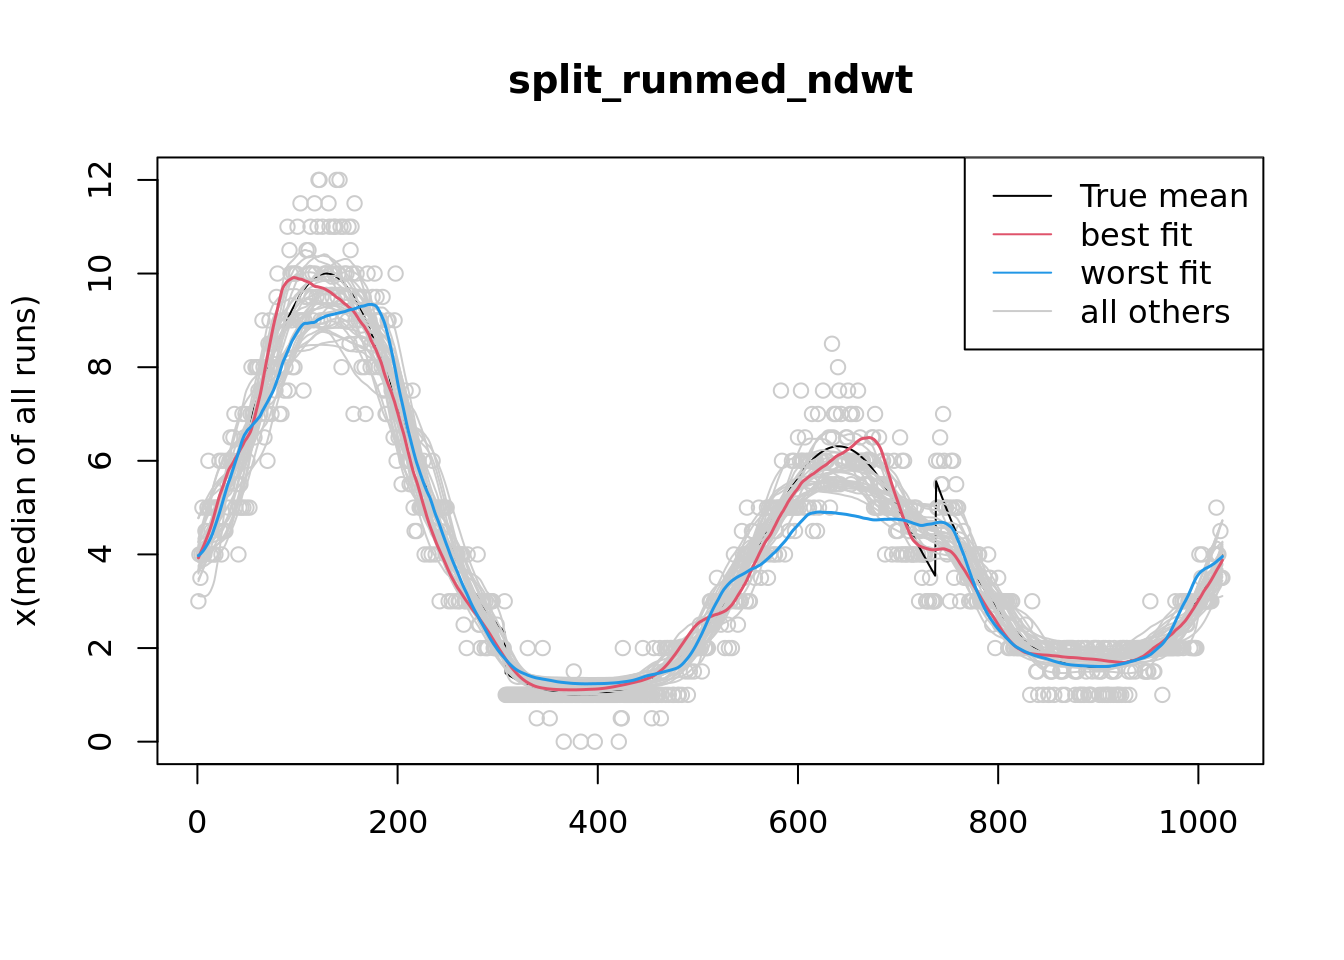 split_runmed_ndwt
True mean
best fit
worst fit
all others
x(median of all runs)
12
10
8
6
4
2
0
0 200 400 600 800 1000